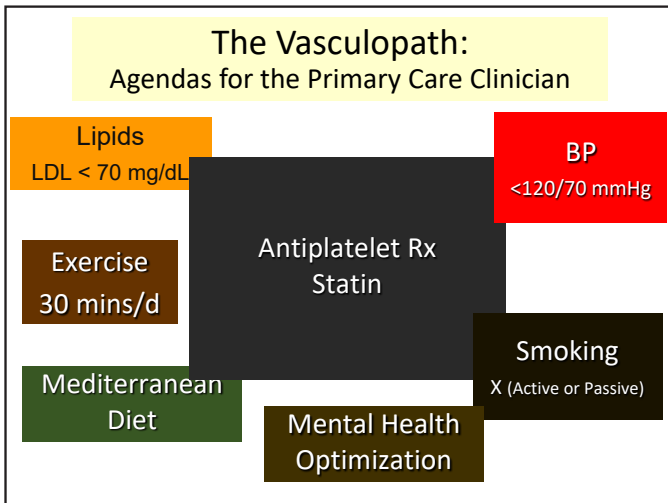 The Vasculopath:
Agendas for the Primary Care Clinician
Lipids
LDL < 70 mg/dL
BP
<120/70 mmHg
Antiplatelet Rx
Statin
Exercise
30 mins/d
Smoking
X (Active or Passive)
Mediterranean
Diet
Mental Health
Optimization